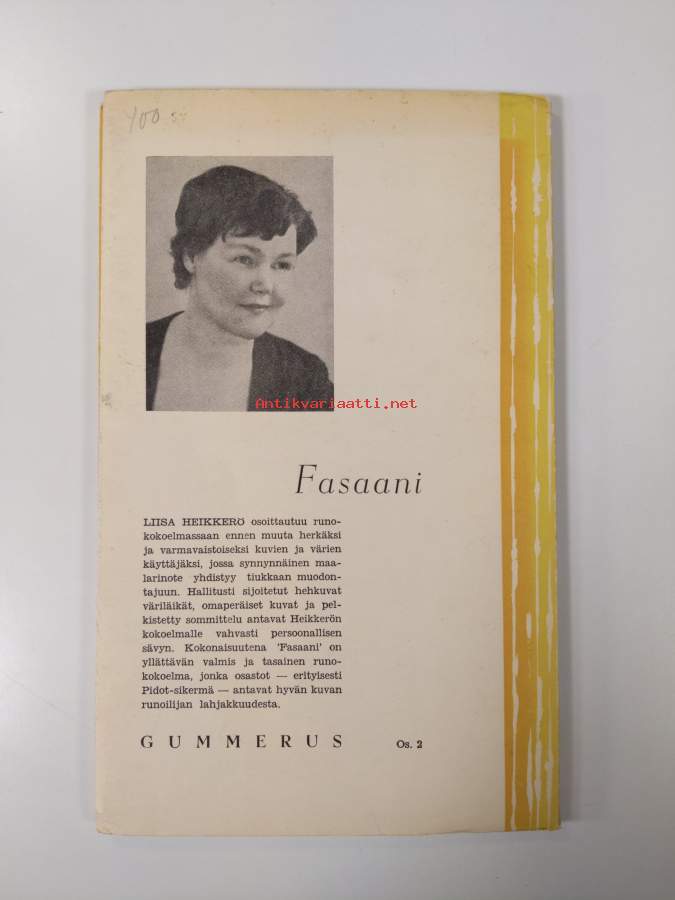 400 57
Antikvariaatti.net
Fasaani
LIISA HEIKKERÖ osoittautuu runo-
kokoelmassaan ennen muuta herkäksi
ja varmavaistoiseksi kuvien ja värien
käyttäjäksi, jossa synnynnäinen maa-
larinote yhdistyy tiukkaan muodon-
tajuun. Hallitusti sijoitetut hehkuvat
väriläikät, omaperäiset kuvat ja pel-
kistetty sommittelu antavat Heikkerön
kokoelmalle vahvasti persoonallisen
sävyn. Kokonaisuutena 'Fasaani' on
yllättävän valmis ja tasainen runo-
kokoelma, jonka osastot — erityisesti
Pidot-sikermä — antavat hyvän kuvan
runoilijan lahjakkuudesta.
GUMMERUS Os. 2